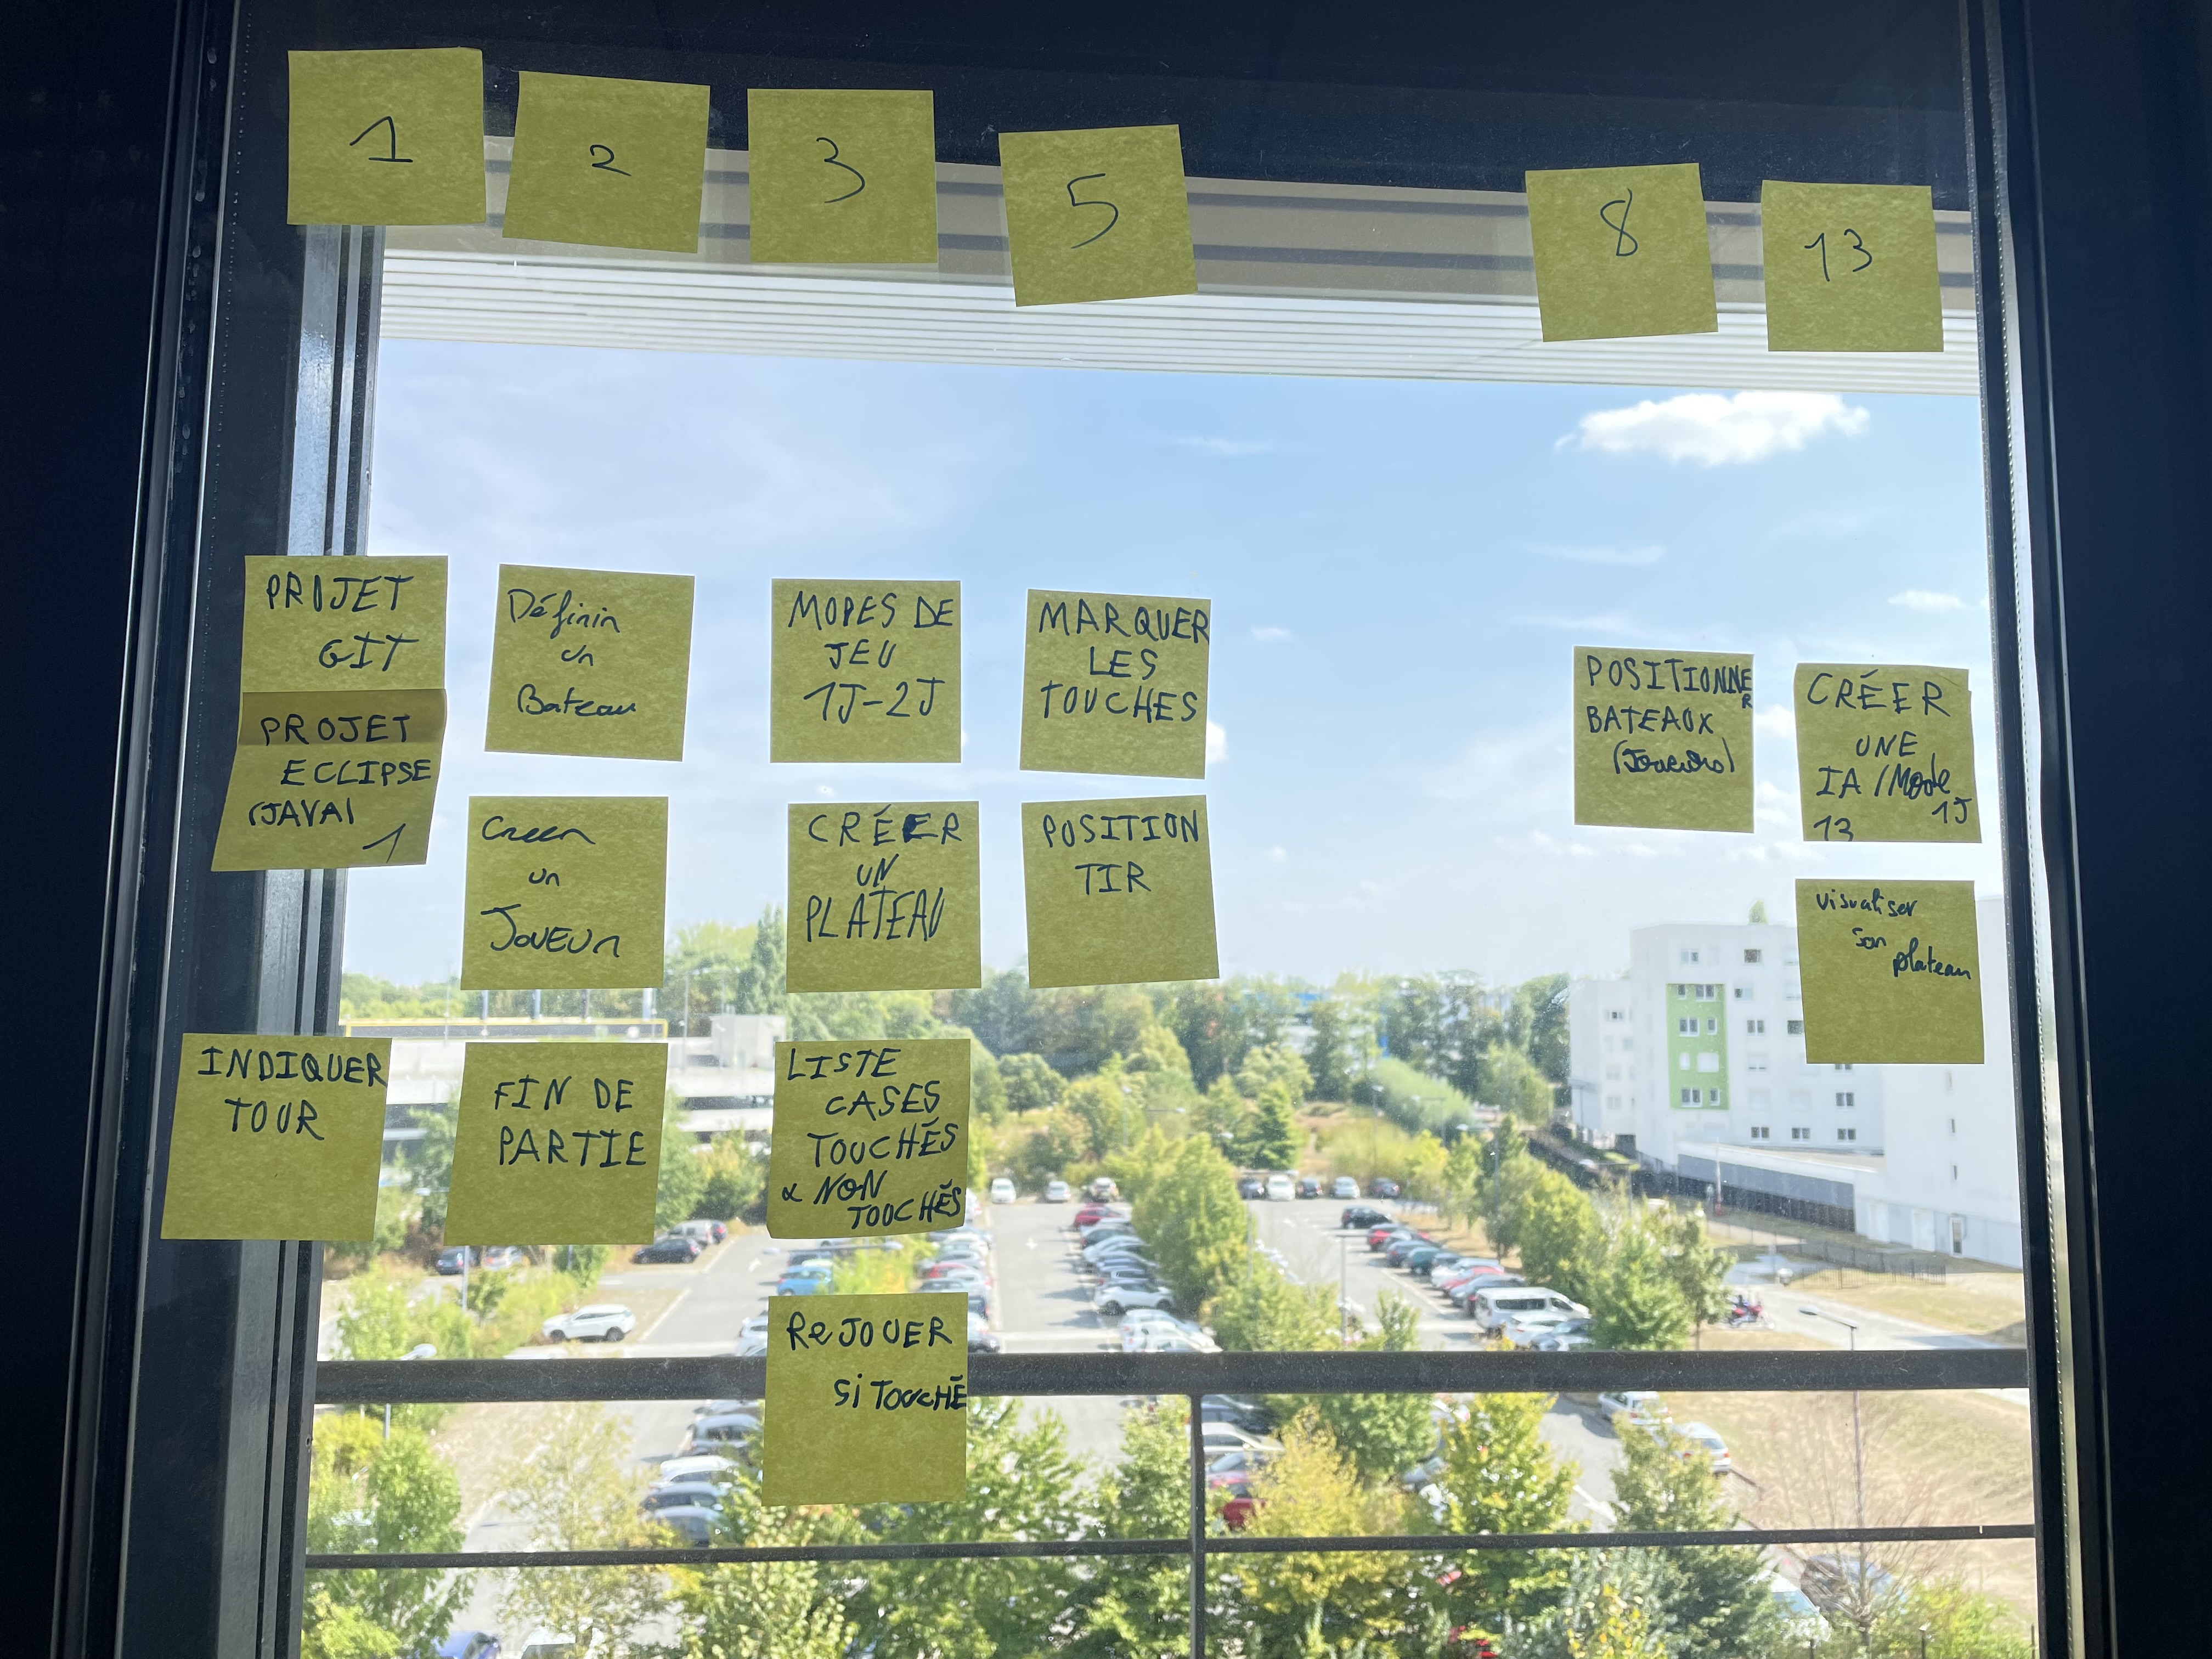 1
2
3
5
8
13
PROJET
GIT
PROJET
ECLIPSE
(JAVA)
1
INDIQUER
TOUR
Définir
un
Bateau
Creer
un
JOUEUR
FIN DE
PARTIE
MODES DE
JEU
1J-2J
CRÉER
UN
PLATEAU
LISTE
CASES
TOUCHÉS
& NON
TOUCHÉS
ReJOUER
Si TOUCHÉ
MARQUER
LES
TOUCHES
POSITION
TIR
POSITIONNER
BATEAUX
(Joueurs)
CRÉER
UNE
IA /Mode
1J
13
visualiser
son
plateau